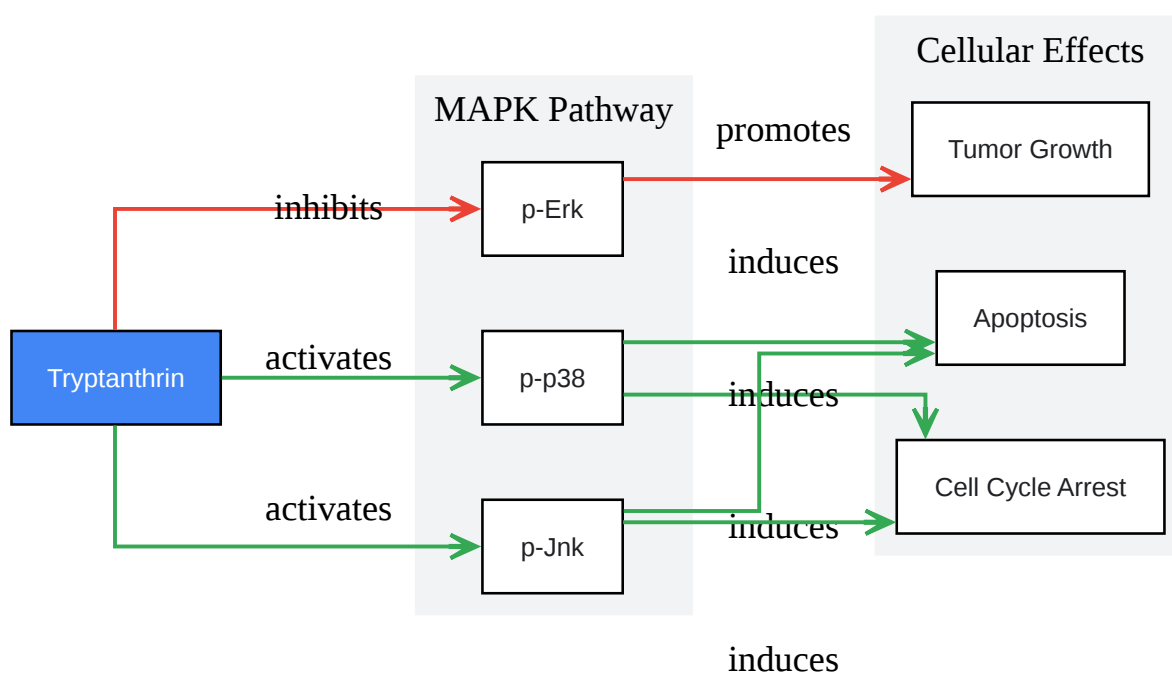 Cellular Effects
MAPK Pathway
promotes
Tumor Growth
inhibits
p-Erk
induces
Apoptosis
Tryptanthrin
activates
p-p38
induces
Cell Cycle Arrest
activates
p-Jnk
induces
induces